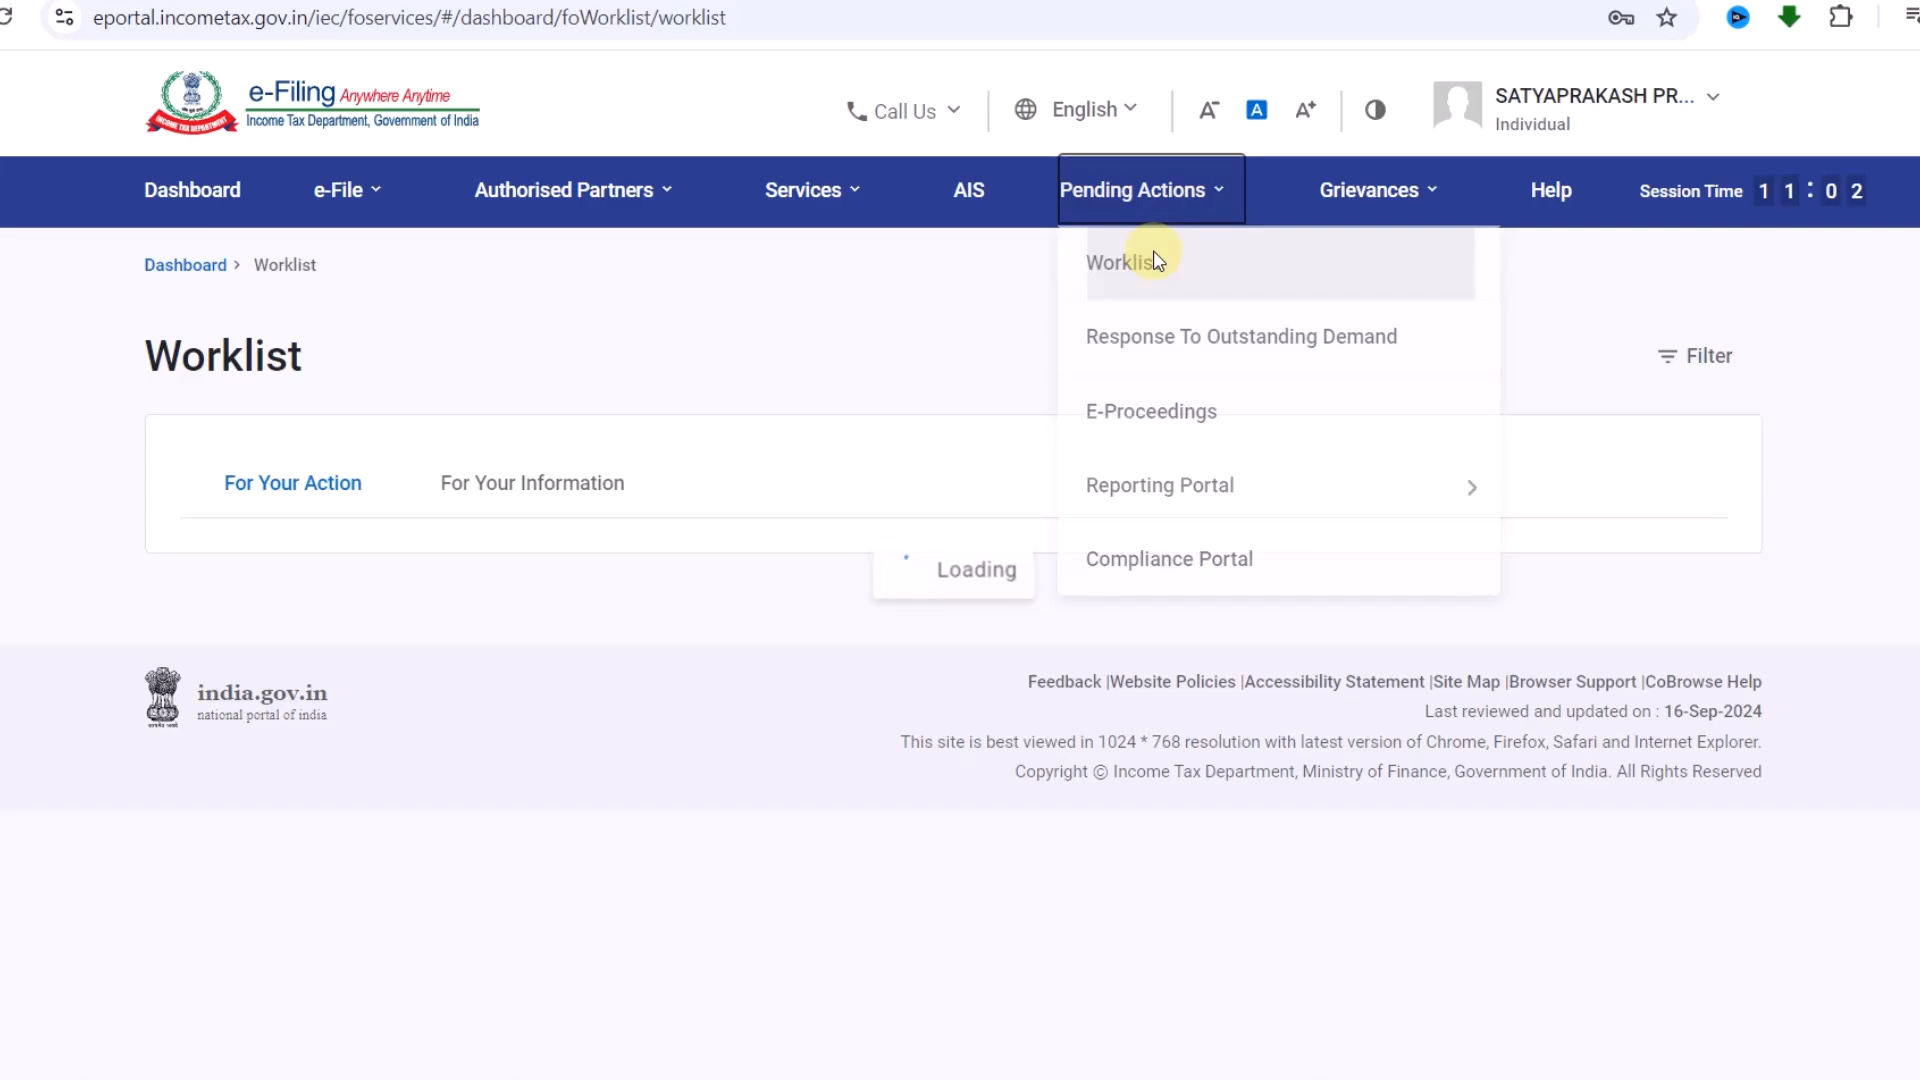 eportal.incometax.gov.in/iec/foservices/#/dashboard/foWorklist/worklist
e-Filing Anywhere Anytime
Income Tax Department, Government of India
INCOME TAX DEPARTMENT
Call Us
English
A-
A
A+
SATYAPRAKASH PR...
Individual
Dashboard
e-File
Authorised Partners
Services
AIS
Pending Actions
Grievances
Help
Session Time 11:02
Dashboard > Worklist
Worklist
Response To Outstanding Demand
E-Proceedings
Reporting Portal
Compliance Portal
Worklist
Filter
For Your Action
For Your Information
Loading
india.gov.in
national portal of india
Feedback |Website Policies |Accessibility Statement |Site Map |Browser Support |CoBrowse Help
Last reviewed and updated on : 16-Sep-2024
This site is best viewed in 1024 * 768 resolution with latest version of Chrome, Firefox, Safari and Internet Explorer.
Copyright © Income Tax Department, Ministry of Finance, Government of India. All Rights Reserved